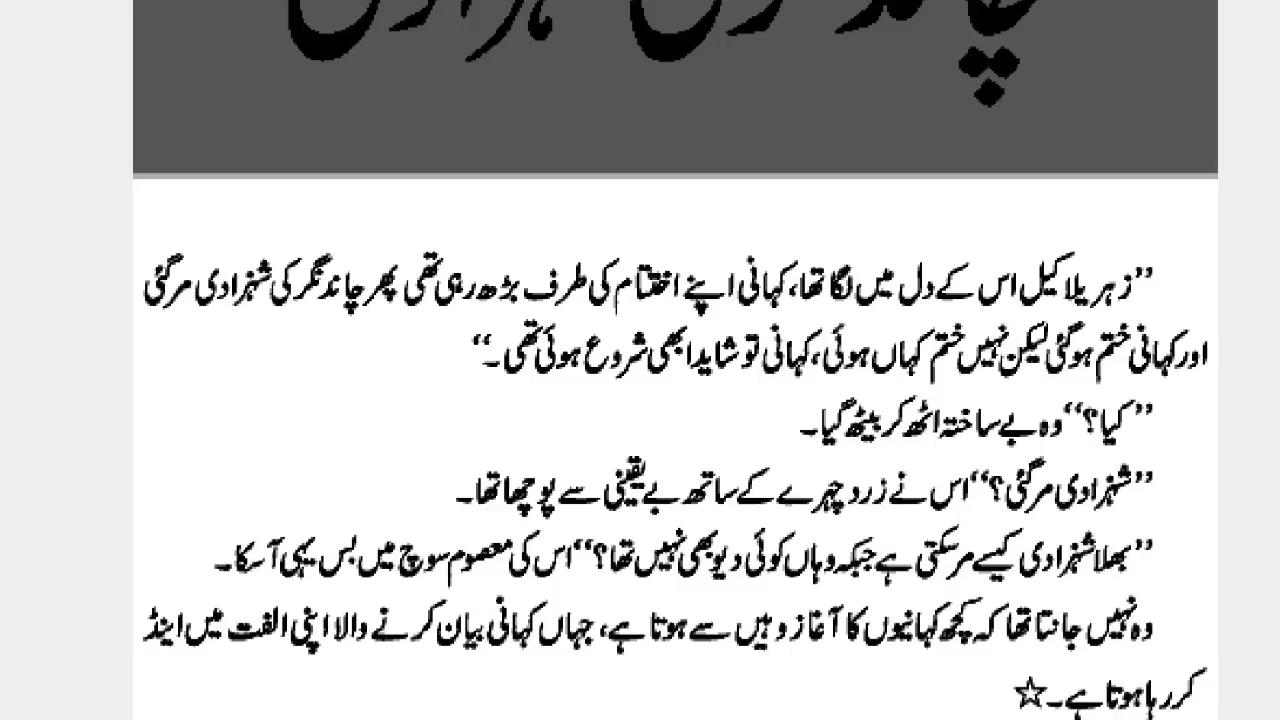 ’’زہریلا کیل اس کے دل میں لگا تھا، کہانی اپنے اختتام کی طرف بڑھ رہی تھی پھر چاند نگر کی شہزادی مرگئی
اور کہانی ختم ہوگئی لیکن نہیں ختم کہاں ہوئی، کہانی تو شاید ابھی شروع ہوئی تھی۔‘‘
’’کیا؟‘‘ وہ بے ساختہ اٹھ کر بیٹھ گیا۔
’’شہزادی مرگئی؟‘‘ اس نے زرد چہرے کے ساتھ بے یقینی سے پوچھا تھا۔
’’بھلا شہزادی کیسے مرسکتی ہے جبکہ وہاں کوئی دیو بھی نہیں تھا؟‘‘ اس کی معصوم سوچ میں بس یہی آسکا۔
وہ نہیں جانتا تھا کہ کچھ کہانیوں کا آغاز وہیں سے ہوتا ہے، جہاں کہانی بیان کرنے والا اپنی الفت میں اینڈ
کررہا ہوتا ہے۔☆